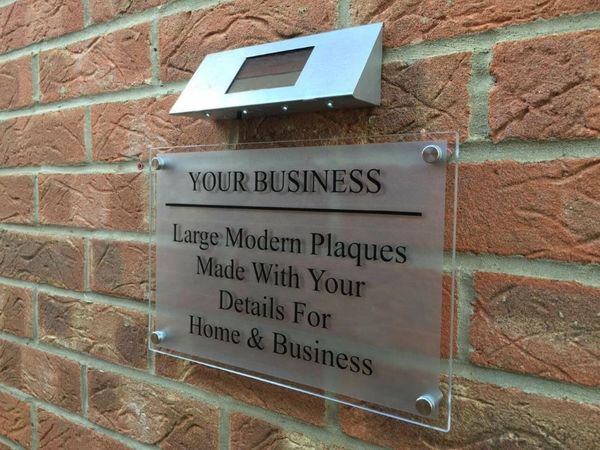 YOUR BUSINESS
Large Modern Plaques
Made With Your
Details For
Home & Business